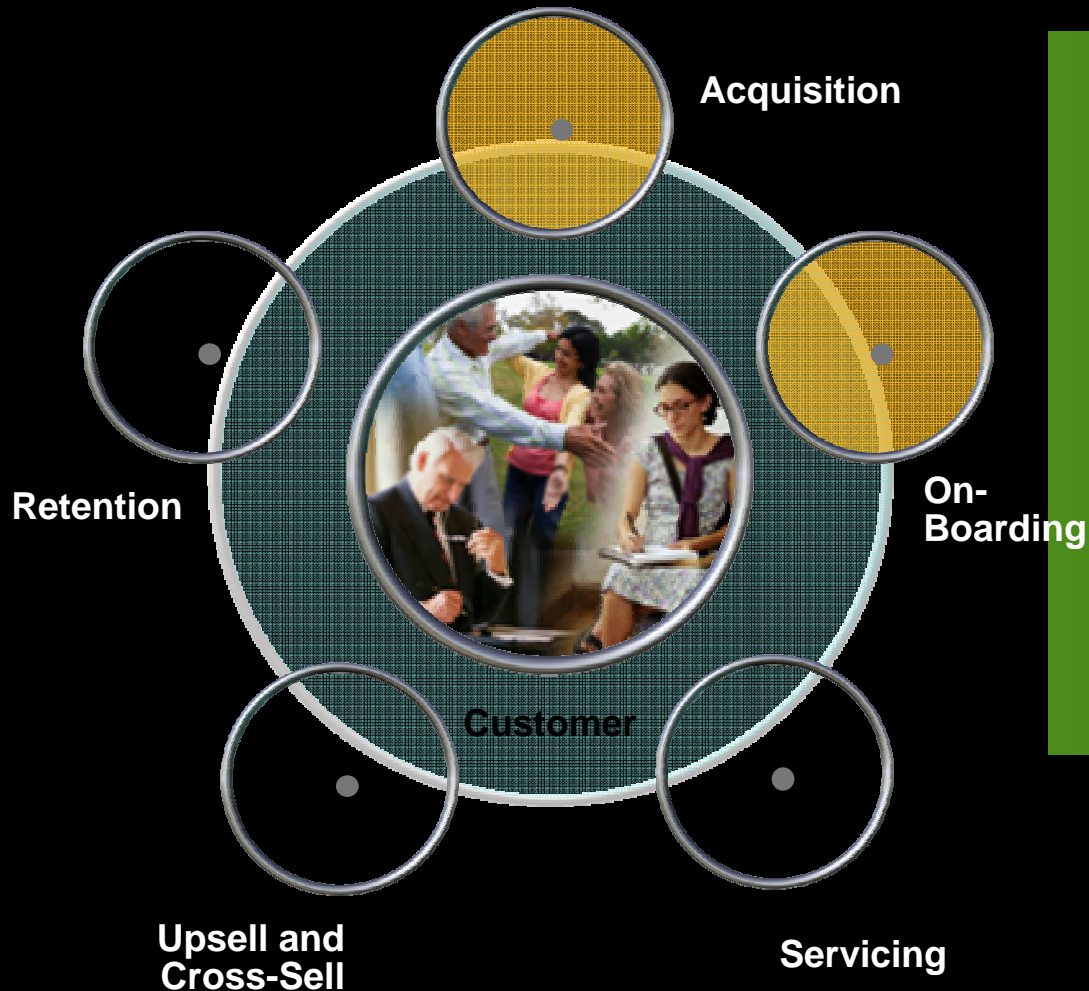 Acquisition
Retention
On-
Boarding
Customer
Upsell and
Cross-Sell
Servicing